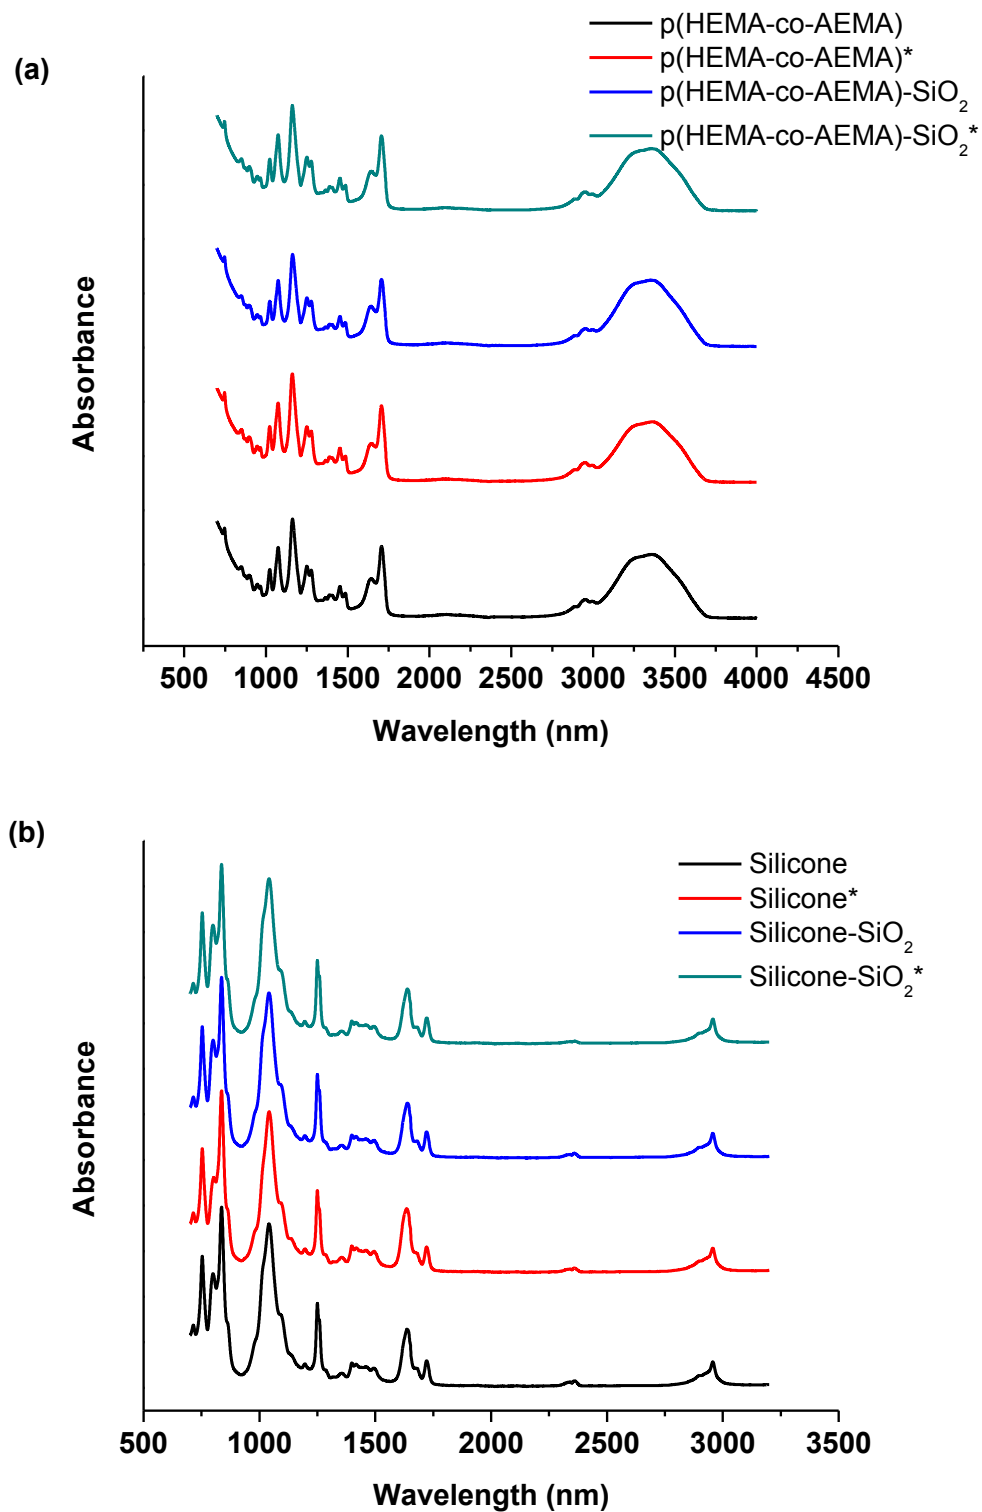 p(HEMA-co-AEMA)
(a)
p(HEMA-co-AEMA)*
p(HEMA-co-AEMA)-SiO₂
p(HEMA-co-AEMA)-SiO₂*
Absorbance
500 1000 1500 2000 2500 3000 3500 4000 4500
Wavelength (nm)
(b)
Silicone
Silicone*
Silicone-SiO₂
Silicone-SiO₂*
Absorbance
500 1000 1500 2000 2500 3000 3500
Wavelength (nm)